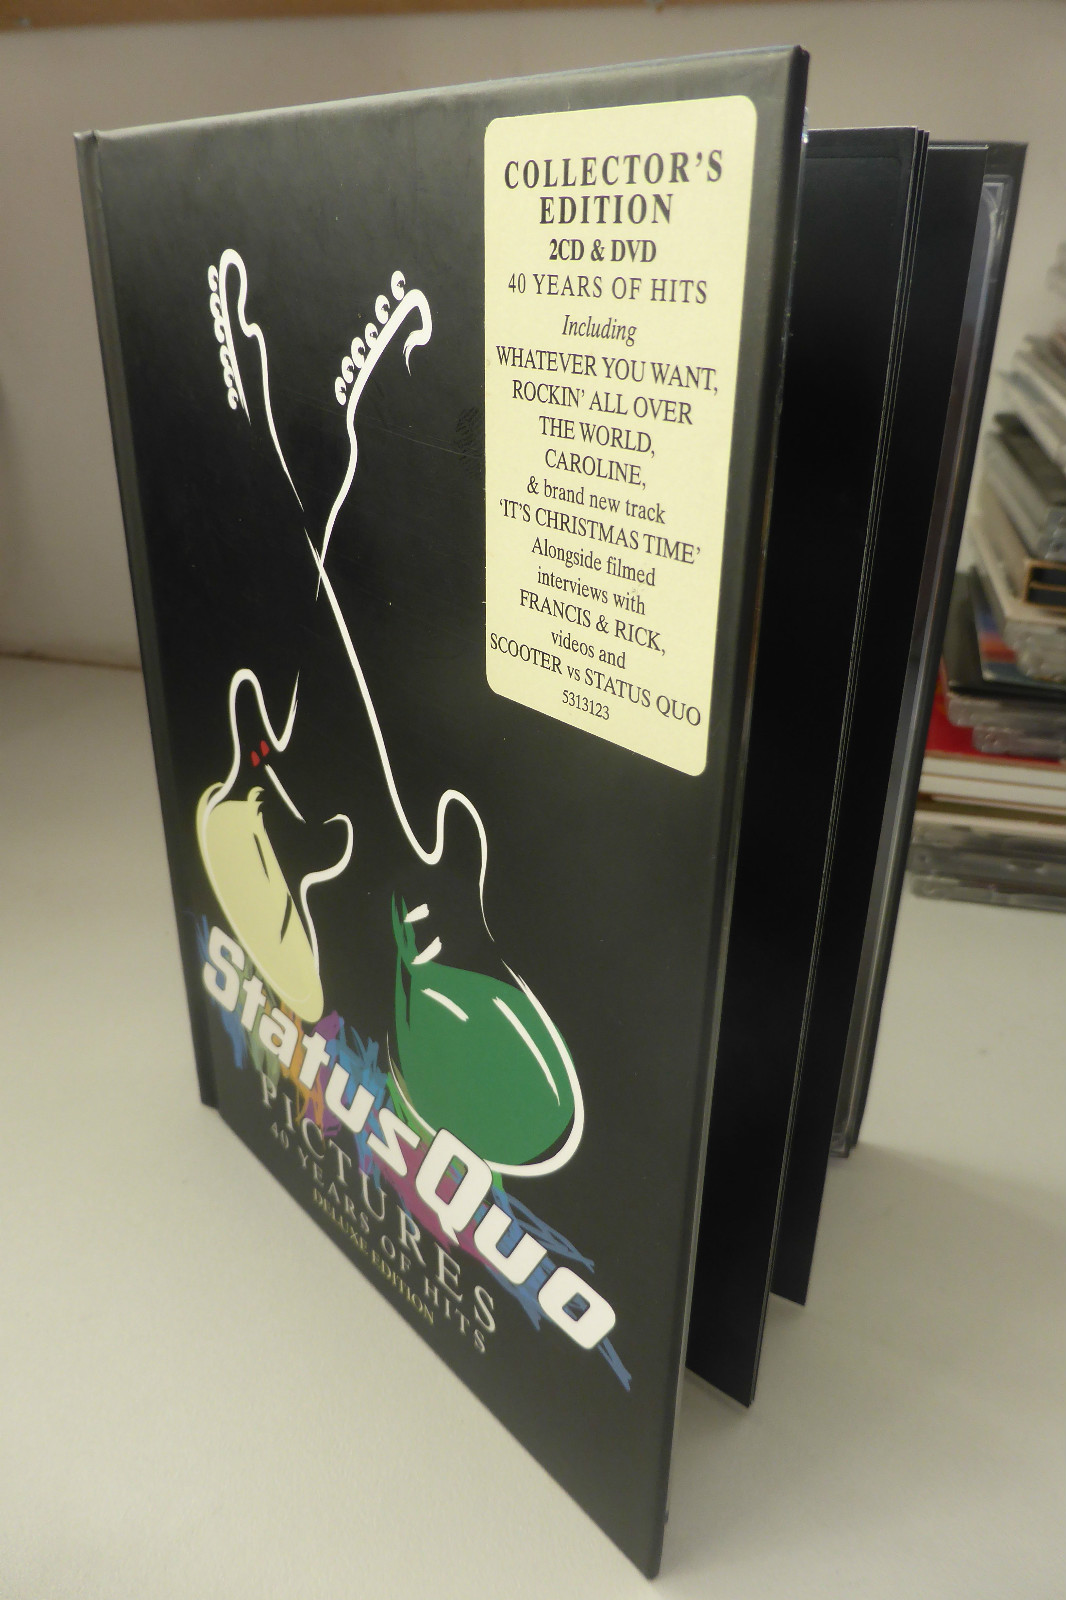 COLLECTOR'S
EDITION
2CD & DVD
40 YEARS OF HITS
Including
WHATEVER YOU WANT,
ROCKIN' ALL OVER
THE WORLD,
CAROLINE,
& brand new track
'IT'S CHRISTMAS TIME'
Alongside filmed
interviews with
FRANCIS & RICK,
videos and
SCOOTER vs STATUS QUO
5313123
StatusQuo
PICTURES
40 YEARS OF HITS
DELUXE EDITION